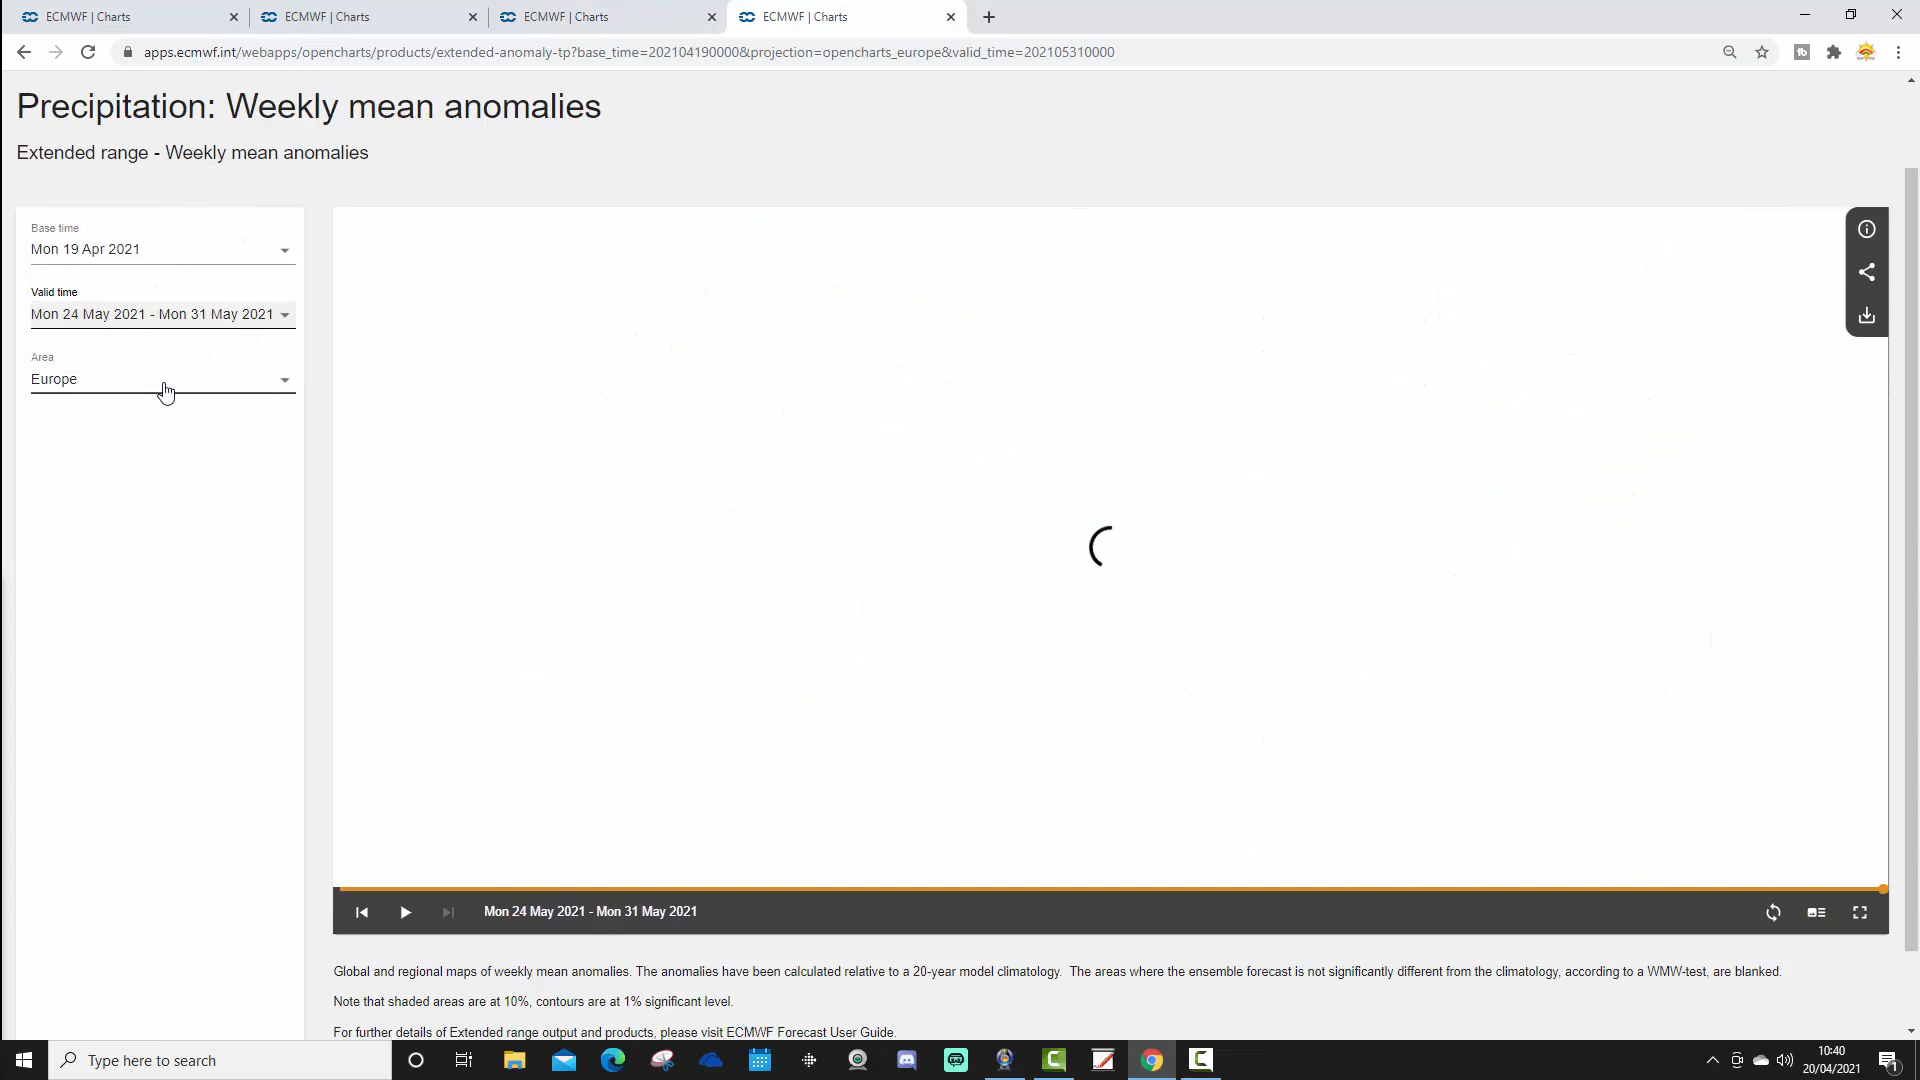 ECMWF | Charts ECMWF | Charts ECMWF | Charts ECMWF | Charts
apps.ecmwf.int/webapps/opencharts/products/extended-anomaly-tp?base_time=202104190000&projection=opencharts_europe&valid_time=202105310000
Precipitation: Weekly mean anomalies
Extended range - Weekly mean anomalies
Base time
Mon 19 Apr 2021
Valid time
Mon 24 May 2021 - Mon 31 May 2021
Area
Europe
Mon 24 May 2021 - Mon 31 May 2021
Global and regional maps of weekly mean anomalies. The anomalies have been calculated relative to a 20-year model climatology. The areas where the ensemble forecast is not significantly different from the climatology, according to a WMW-test, are blanked.
Note that shaded areas are at 10%, contours are at 1% significant level.
For further details of Extended range output and products, please visit ECMWF Forecast User Guide.
Type here to search
10:40
20/04/2021
1